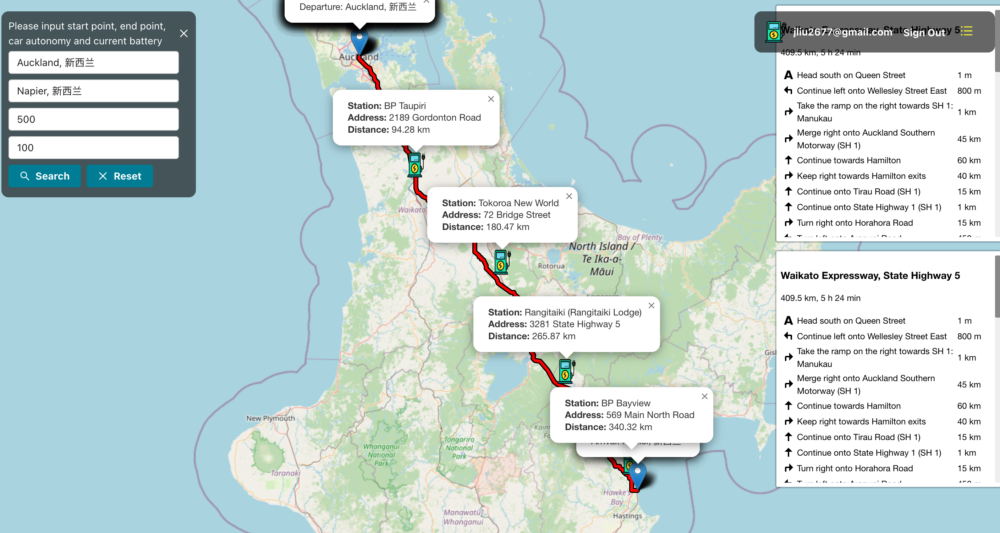 Please input start point, end point,
car autonomy and current battery
Auckland, 新西兰
Napier, 新西兰
500
100
Search
Reset
Departure: Auckland, 新西兰
Auckland
Station: BP Taupiri
Address: 2189 Gordonton Road
Distance: 94.28 km
Waikato
Station: Tokoroa New World
Address: 72 Bridge Street
Distance: 180.47 km
Bay of Plenty
North Island /
Te Ika-a-
Māui
Rotorua
Station: Rangitaiki (Rangitaiki Lodge)
Address: 3281 State Highway 5
Distance: 265.87 km
Station: BP Bayview
Address: 569 Main North Road
Distance: 340.32 km
New Plymouth
Taranaki
Whanganui
National
Park
Tongariro
National
Park
Hawke's
Bay
Manawatū-
Whanganui
Hastings
jliu2677@gmail.com
Sign Out
Waikato Expressway, State Highway 5
409.5 km, 5 h 24 min
Head south on Queen Street 1 m
Continue left onto Wellesley Street East 800 m
Take the ramp on the right towards SH 1:
Manukau 1 km
Merge right onto Auckland Southern
Motorway (SH 1) 45 km
Continue towards Hamilton 60 km
Keep right towards Hamilton exits 40 km
Continue onto Tirau Road (SH 1) 15 km
Continue onto State Highway 1 (SH 1) 1 km
Turn right onto Horahora Road 15 km
Waikato Expressway, State Highway 5
409.5 km, 5 h 24 min
Head south on Queen Street 1 m
Continue left onto Wellesley Street East 800 m
Take the ramp on the right towards SH 1:
Manukau 1 km
Merge right onto Auckland Southern
Motorway (SH 1) 45 km
Continue towards Hamilton 60 km
Keep right towards Hamilton exits 40 km
Continue onto Tirau Road (SH 1) 15 km
Continue onto State Highway 1 (SH 1) 1 km
Turn right onto Horahora Road 15 km